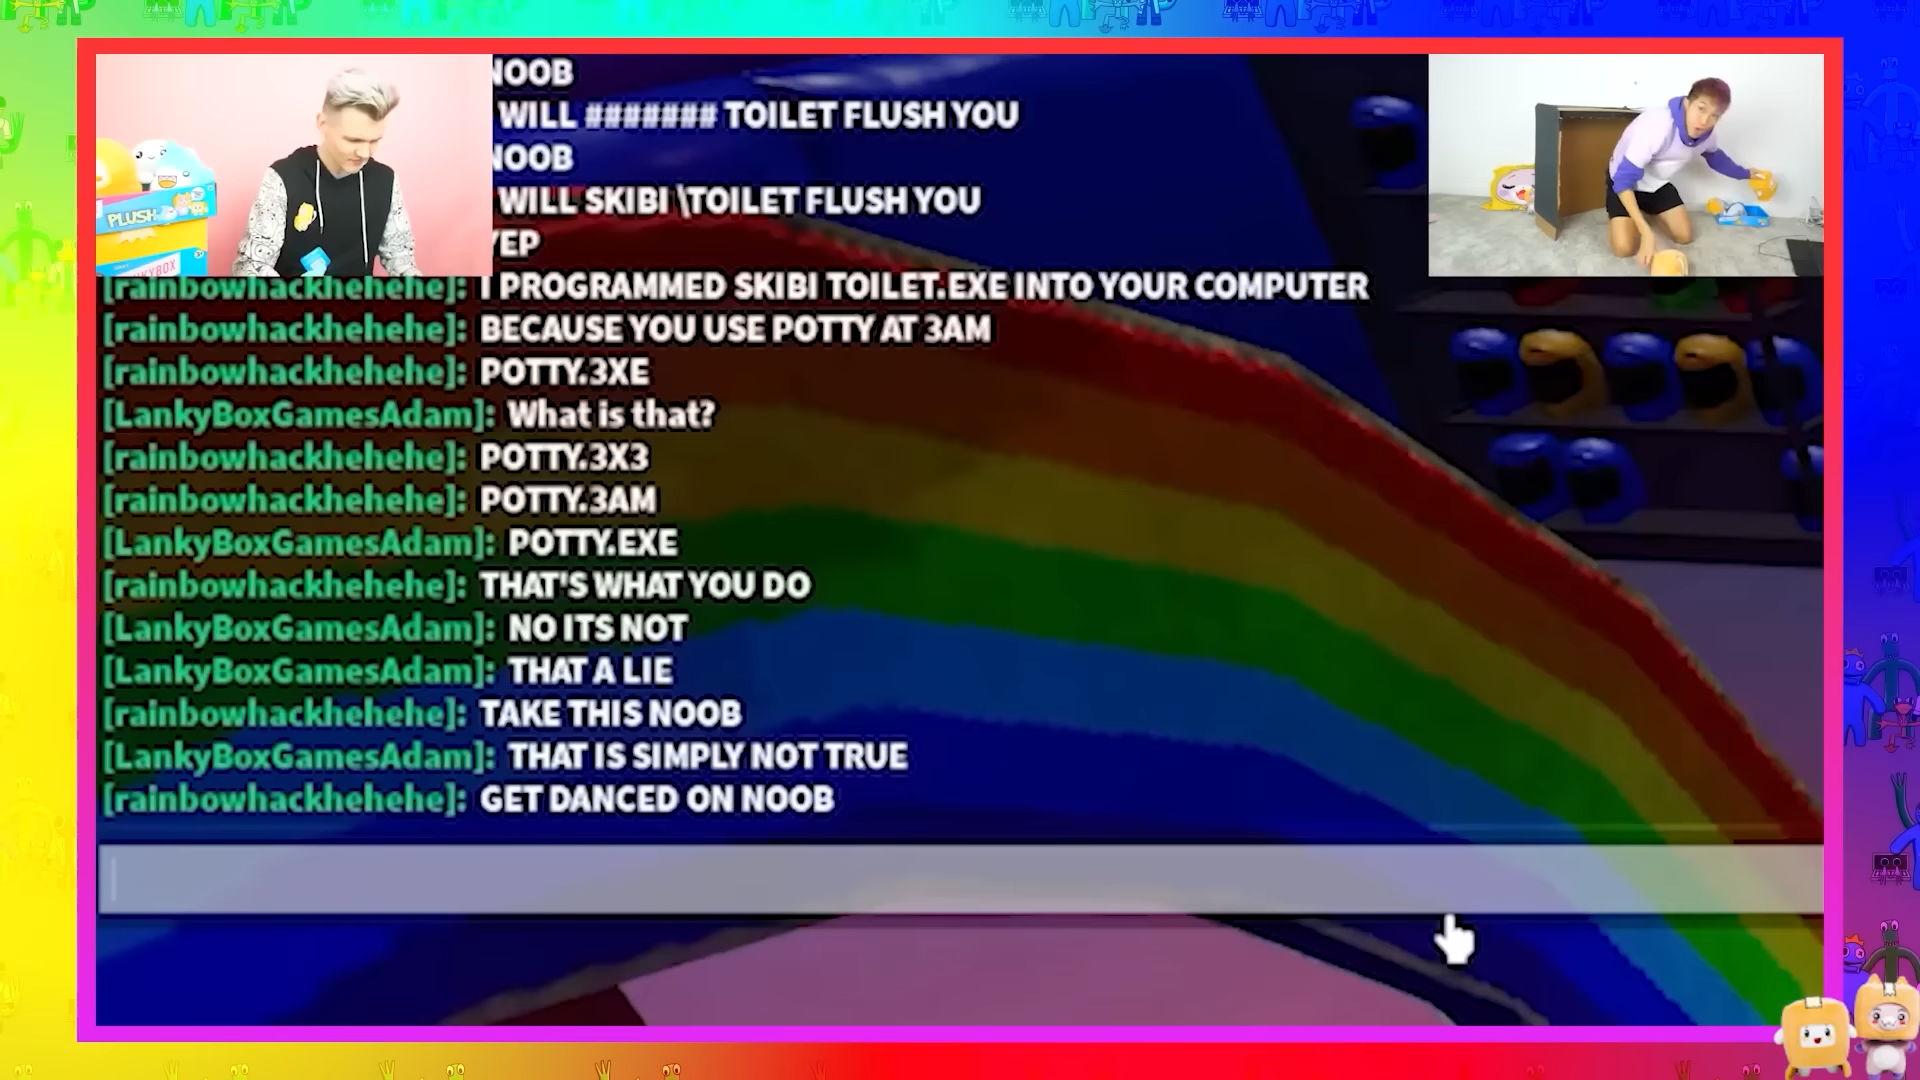 NOOB
WILL ####### TOILET FLUSH YOU
NOOB
WILL SKIBI \TOILET FLUSH YOU
YEP
[rainbowhackhehehe]: I PROGRAMMED SKIBI TOILET.EXE INTO YOUR COMPUTER
[rainbowhackhehehe]: BECAUSE YOU USE POTTY AT 3AM
[rainbowhackhehehe]: POTTY.3XE
[LankyBoxGamesAdam]: What is that?
[rainbowhackhehehe]: POTTY.3X3
[rainbowhackhehehe]: POTTY.3AM
[LankyBoxGamesAdam]: POTTY.EXE
[rainbowhackhehehe]: THAT'S WHAT YOU DO
[LankyBoxGamesAdam]: NO ITS NOT
[LankyBoxGamesAdam]: THAT A LIE
[rainbowhackhehehe]: TAKE THIS NOOB
[LankyBoxGamesAdam]: THAT IS SIMPLY NOT TRUE
[rainbowhackhehehe]: GET DANCED ON NOOB
PLUSH